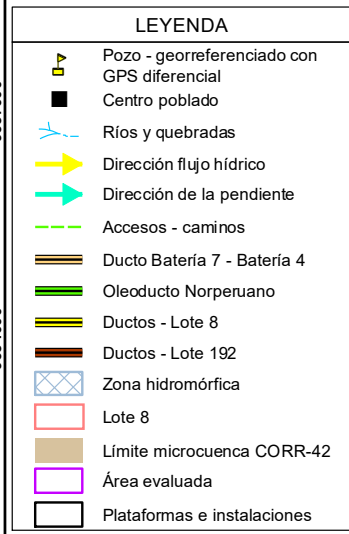 LEYENDA
Pozo - georreferenciado con
GPS diferencial
Centro poblado
Ríos y quebradas
Dirección flujo hídrico
Dirección de la pendiente
Accesos - caminos
Ducto Batería 7 - Batería 4
Oleoducto Norperuano
Ductos - Lote 8
Ductos - Lote 192
Zona hidromórfica
Lote 8
Límite microcuenca CORR-42
Área evaluada
Plataformas e instalaciones